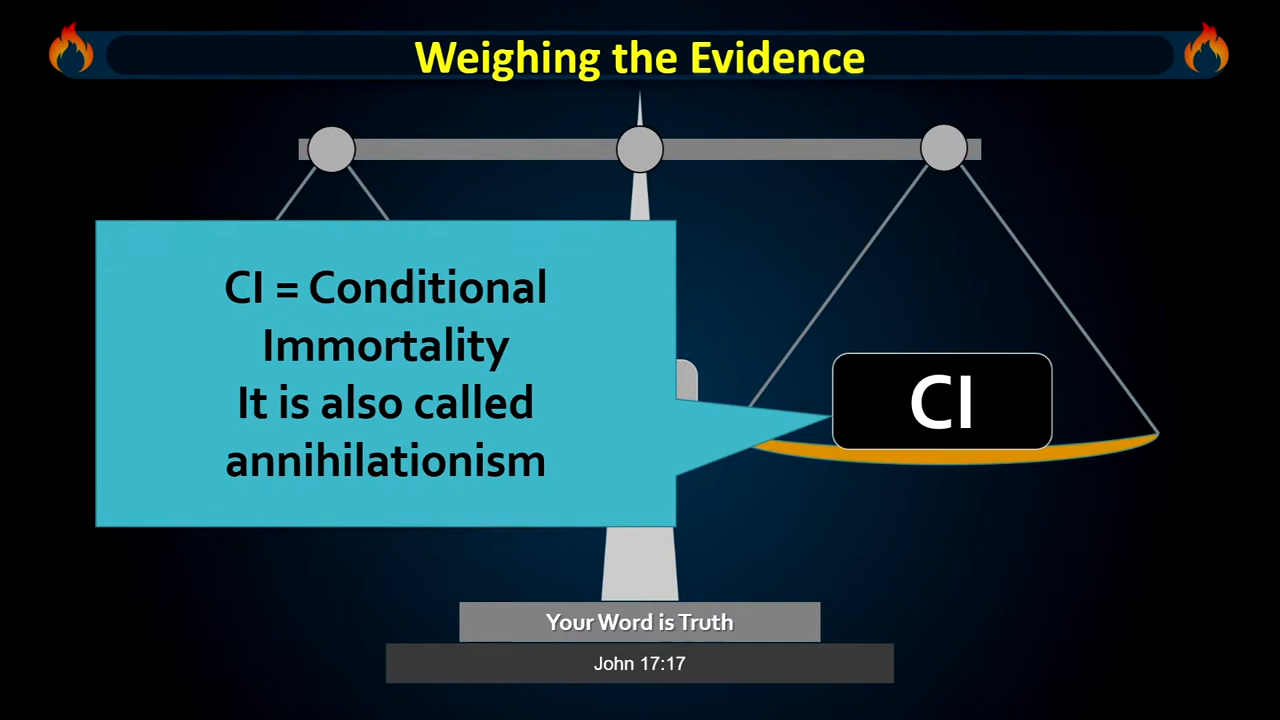 Weighing the Evidence
CI = Conditional
Immortality
It is also called
annihilationism
CI
Your Word is Truth
John 17:17